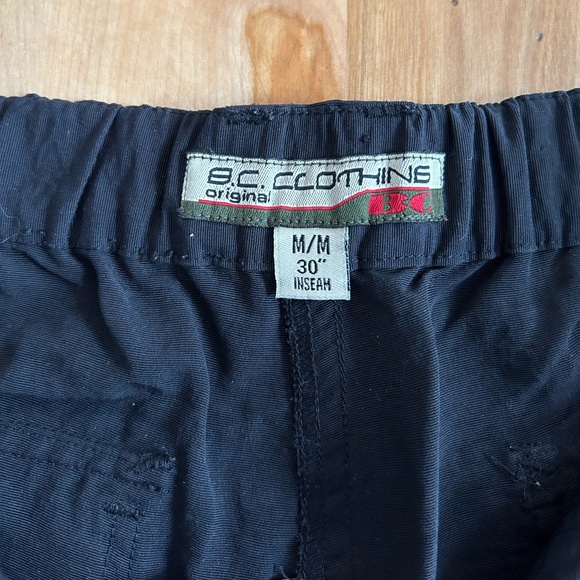 B.C. CLOTHING
original BC
M/M
30"
INSEAM